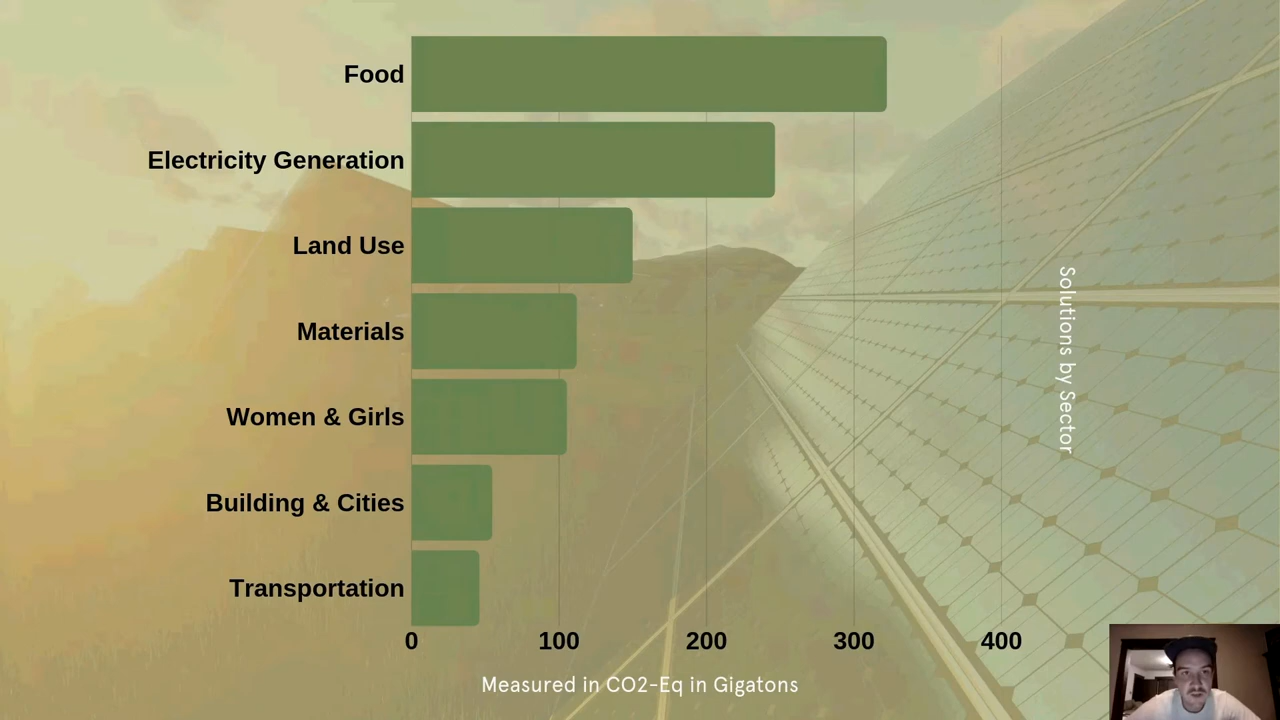 Food
Electricity Generation
Land Use
Materials
Women & Girls
Building & Cities
Transportation
0 100 200 300 400
Measured in CO2-Eq in Gigatons
Solutions by Sector